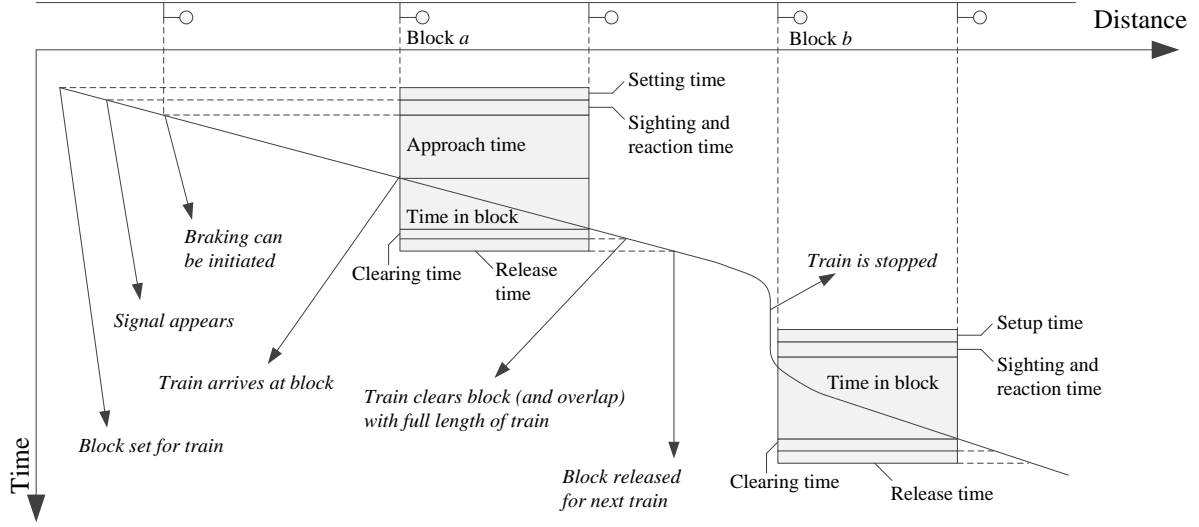 Distance
Block a
Block b
Setting time
Sighting and
reaction time
Approach time
Time in block
Braking can
be initiated
Clearing time
Release
time
Train is stopped
Signal appears
Setup time
Sighting and
reaction time
Train arrives at block
Time in block
Train clears block (and overlap)
with full length of train
Block set for train
Time
Block released
for next train
Clearing time
Release time